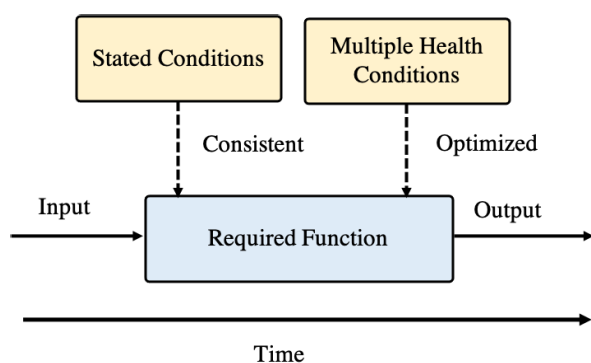 Stated Conditions
Multiple Health
Conditions
Consistent
Optimized
Input
Required Function
Output
Time